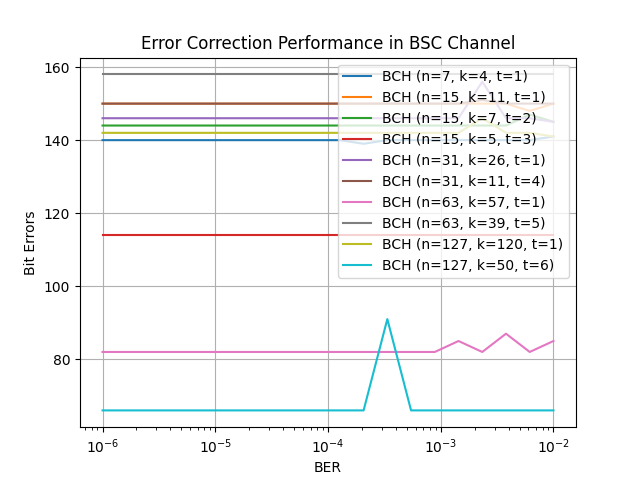 Error Correction Performance in BSC Channel
160
140
120
100
80
Bit Errors
BCH (n=7, k=4, t=1)
BCH (n=15, k=11, t=1)
BCH (n=15, k=7, t=2)
BCH (n=15, k=5, t=3)
BCH (n=31, k=26, t=1)
BCH (n=31, k=11, t=4)
BCH (n=63, k=57, t=1)
BCH (n=63, k=39, t=5)
BCH (n=127, k=120, t=1)
BCH (n=127, k=50, t=6)
10⁻⁶ 10⁻⁵ 10⁻⁴ 10⁻³ 10⁻²
BER